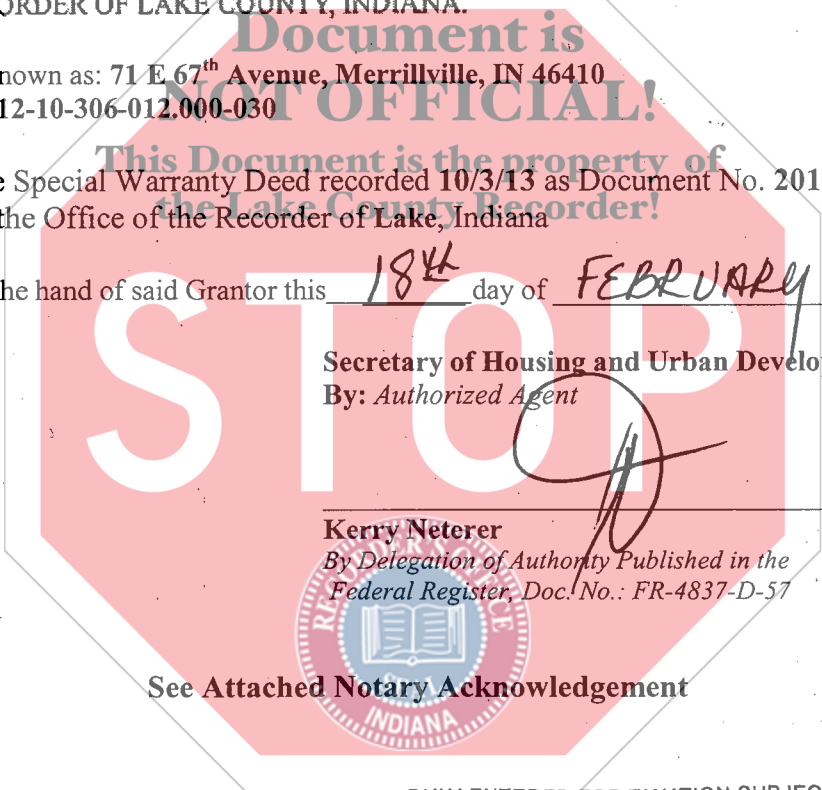 ORDER OF LAKE COUNTY, INDIANA.
Document is
nown as: 71 E 67th Avenue, Merrillville, IN 46410
NOT OFFICIAL!
12-10-306-012.000-030
This Document is the property of
e Special Warranty Deed recorded 10/3/13 as Document No. 201
the Lake County Recorder!
the Office of the Recorder of Lake, Indiana
he hand of said Grantor this 18th day of FEBRUARY
STOP
Secretary of Housing and Urban Develo
By: Authorized Agent
Kerry Neterer
By Delegation of Authority Published in the
Federal Register, Doc. No.: FR-4837-D-57
RECORDER'S OFFICE
SEAL
INDIANA
See Attached Notary Acknowledgement